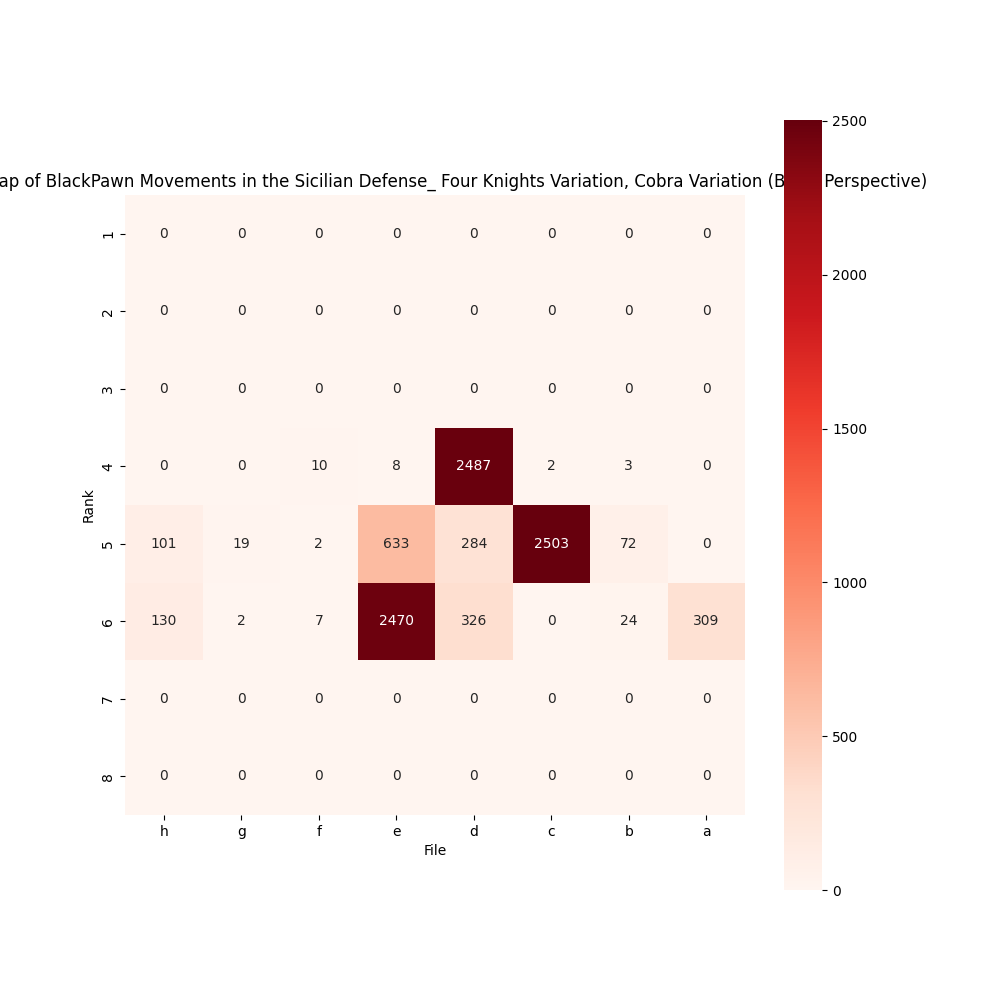 2500
ap of BlackPawn Movements in the Sicilian Defense_ Four Knights Variation, Cobra Variation (B Perspective)
1 0 0 0 0 0 0 0 0
2000
2 0 0 0 0 0 0 0 0
3 0 0 0 0 0 0 0 0
1500
4 0 0 10 8 2487 2 3 0
Rank
5 101 19 2 633 284 2503 72 0
1000
6 130 2 7 2470 326 0 24 309
7 0 0 0 0 0 0 0 0
500
8 0 0 0 0 0 0 0 0
h g f e d c b a
File
0